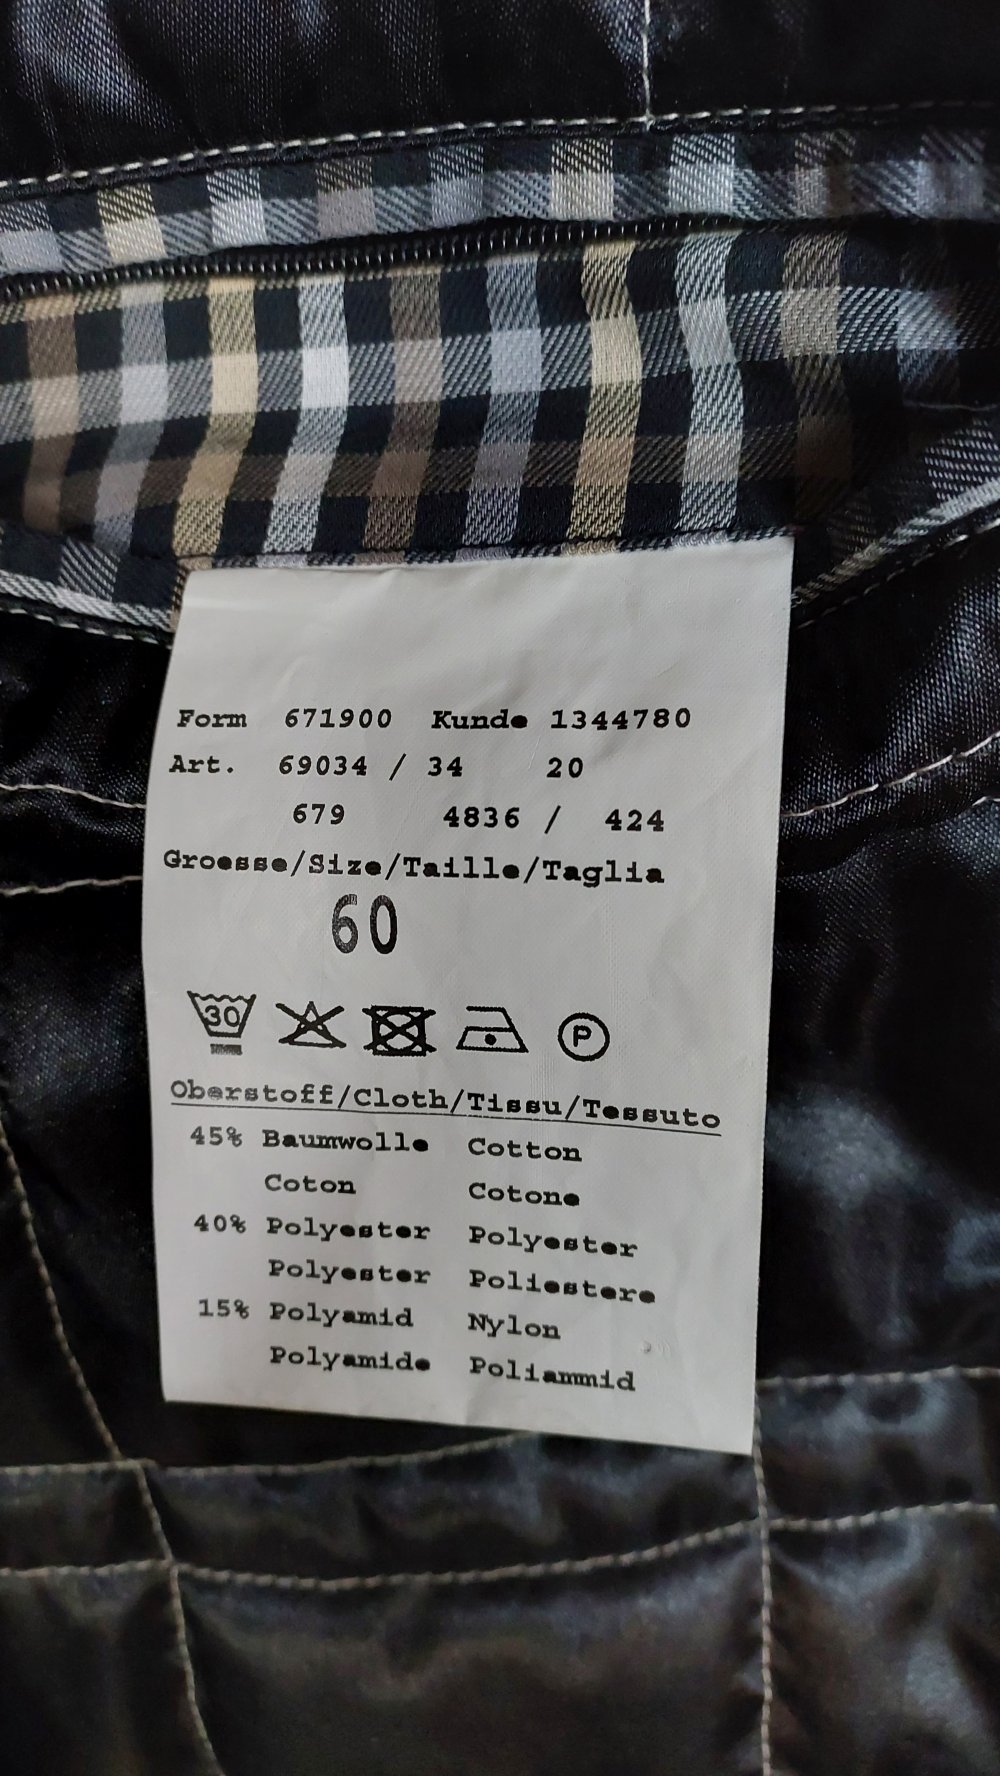 Form 671900 Kunde 1344780
Art. 69034 / 34 20
679 4836 / 424
Groesse/Size/Taille/Taglia
60
30
P
Oberstoff/Cloth/Tissu/Tessuto
45% Baumwolle Cotton
Coton Cotone
40% Polyester Polyester
Polyester Poliestere
15% Polyamid Nylon
Polyamide Poliammid